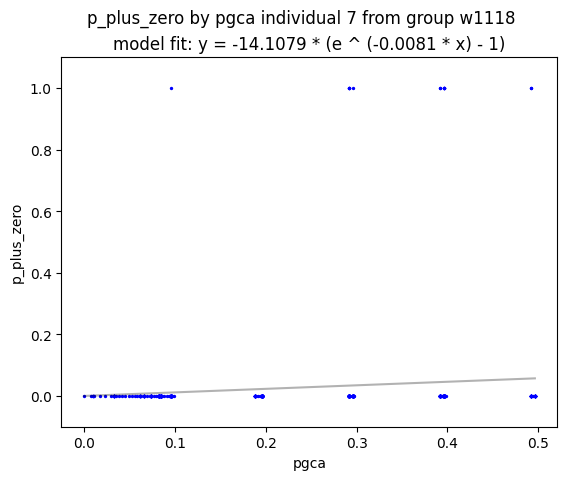 p_plus_zero by pgca individual 7 from group w1118
model fit: y = -14.1079 * (e ^ (-0.0081 * x) - 1)
1.0
0.8
0.6
0.4
0.2
0.0
p_plus_zero
0.0 0.1 0.2 0.3 0.4 0.5
pgca